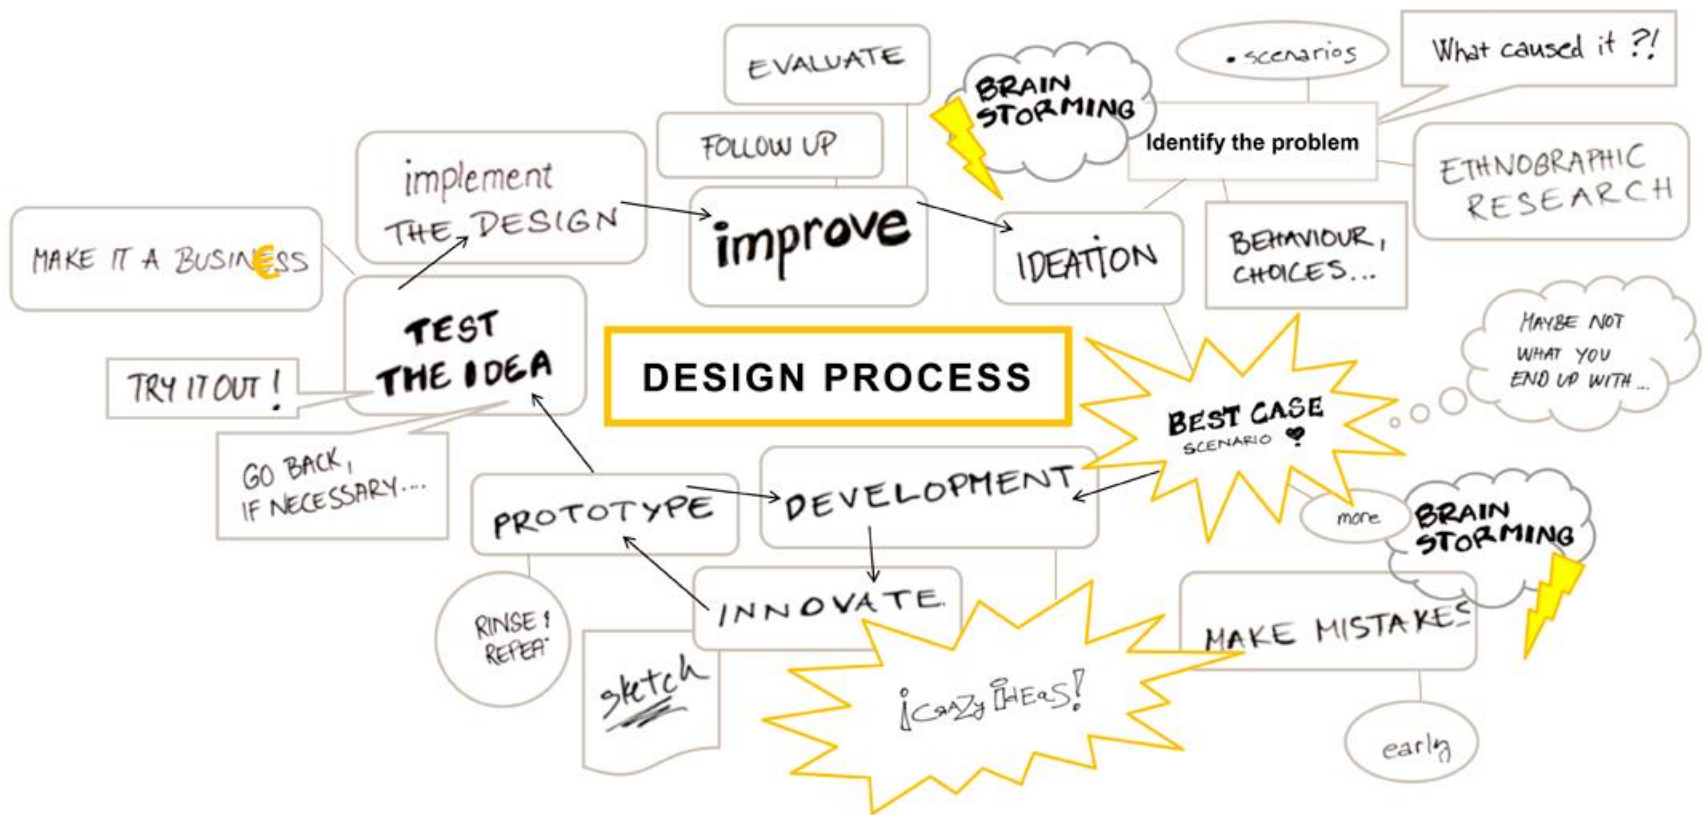 EVALUATE
BRAIN
STORMING
• scenarios
What caused it ?!
FOLLOW UP
Identify the problem
ETHNOGRAPHIC
RESEARCH
implement
THE DESIGN
improve
IDEATION
BEHAVIOUR,
CHOICES...
MAKE IT A BUSIN€SS
TEST
THE IDEA
DESIGN PROCESS
MAYBE NOT
WHAT YOU
END UP WITH...
TRY IT OUT !
BEST CASE
SCENARIO
GO BACK,
IF NECESSARY....
PROTOTYPE
DEVELOPMENT
more
BRAIN
STORMING
INNOVATE
MAKE MISTAKES
RINSE &
REPEAT
sketch
¡CRAZY IDEAS!
early